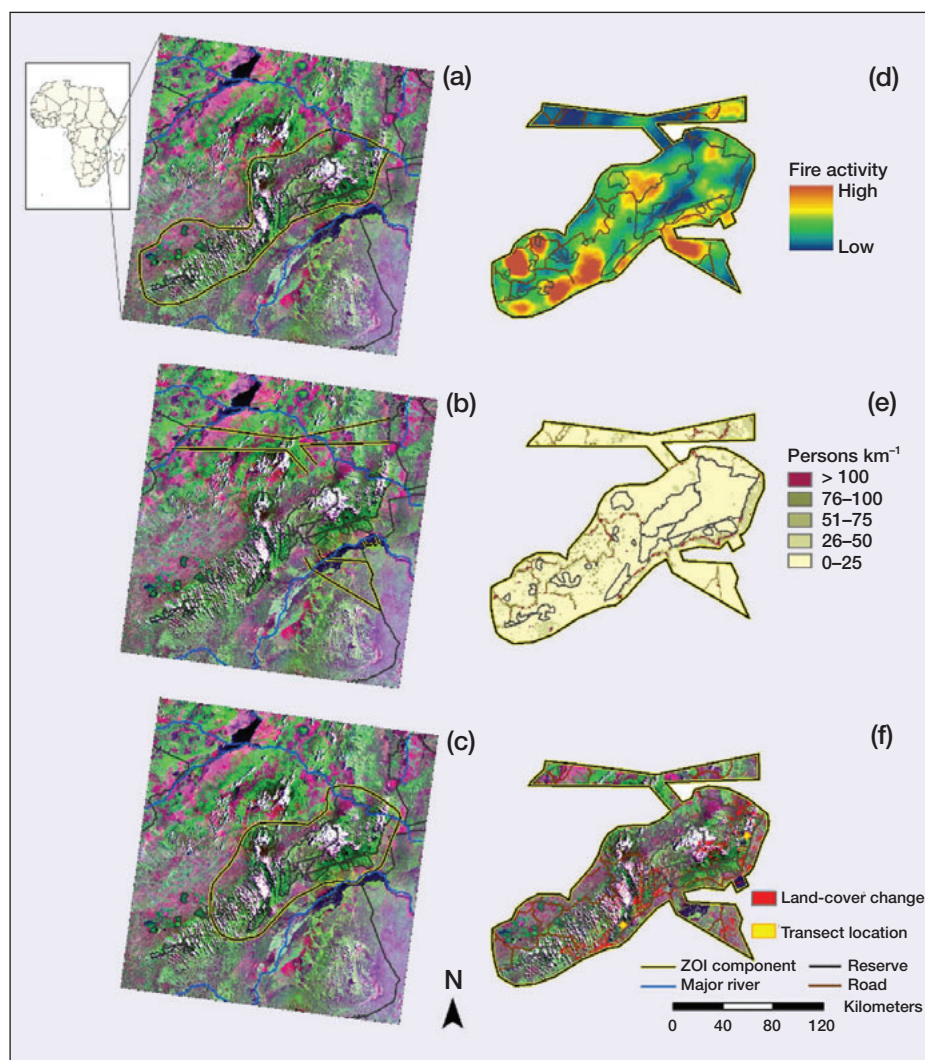 (a)
(d)
Fire activity
High
Low
(b)
(e)
Persons km⁻¹
> 100
76–100
51–75
26–50
0–25
(c)
(f)
Land-cover change
Transect location
N
ZOI component
Reserve
Major river
Road
Kilometers
0 40 80 120